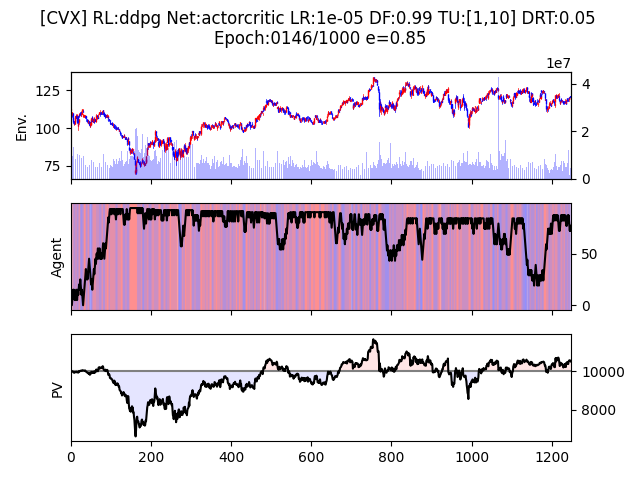 [CVX] RL:ddpg Net:actorcritic LR:1e-05 DF:0.99 TU:[1,10] DRT:0.05
Epoch:0146/1000 e=0.85
1e7
125
100
75
Env.
4
2
0
Agent
50
0
PV
10000
8000
0 200 400 600 800 1000 1200